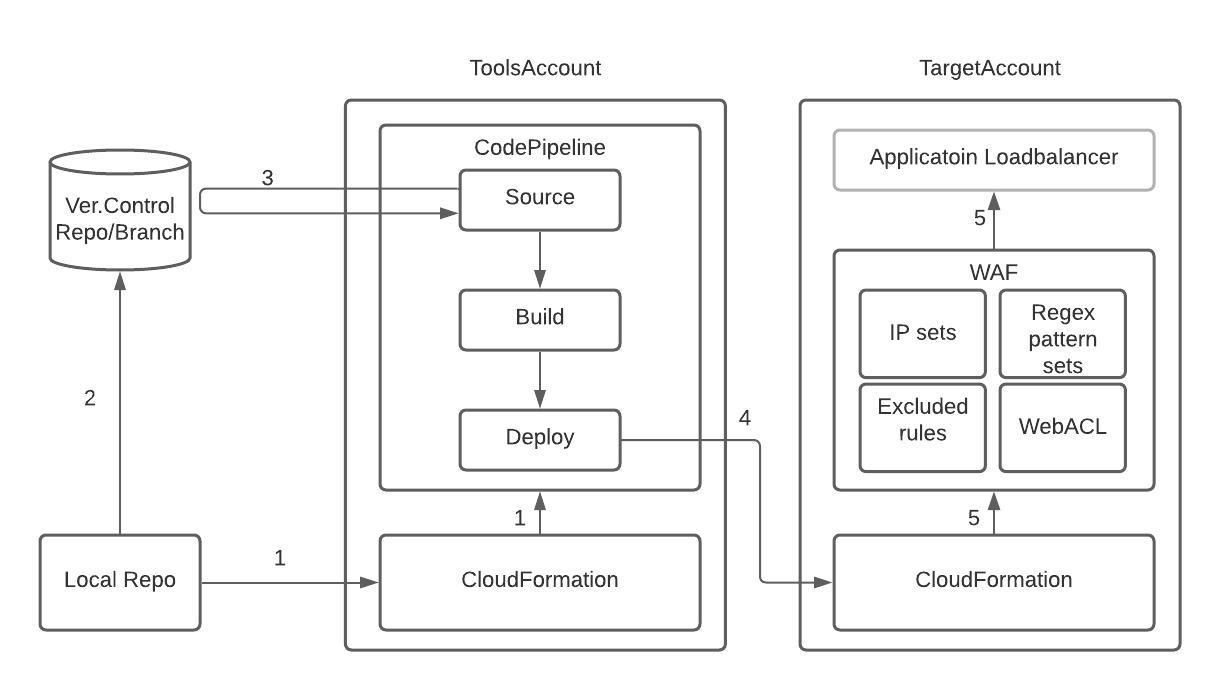 ToolsAccount
TargetAccount
CodePipeline
Applicatoin Loadbalancer
3
Source
Ver.Control
Repo/Branch
5
WAF
Build
IP sets
Regex
pattern
sets
2
Excluded
rules
WebACL
4
Deploy
1
5
1
Local Repo
CloudFormation
CloudFormation